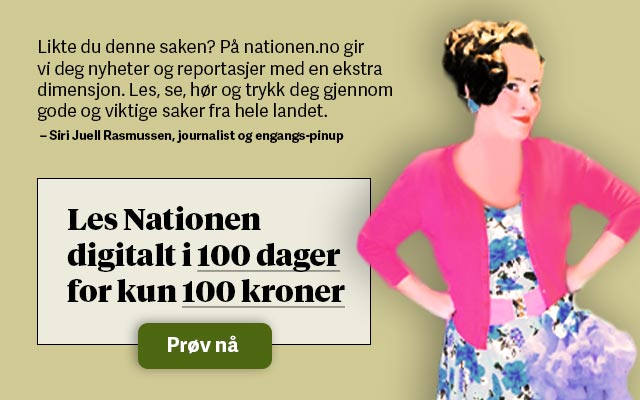 Likte du denne saken? På nationen.no gir
vi deg nyheter og reportasjer med en ekstra
dimensjon. Les, se, hør og trykk deg gjennom
gode og viktige saker fra hele landet.
– Siri Juell Rasmussen, journalist og engangs-pinup
Les Nationen
digitalt i 100 dager
for kun 100 kroner
Prøv nå